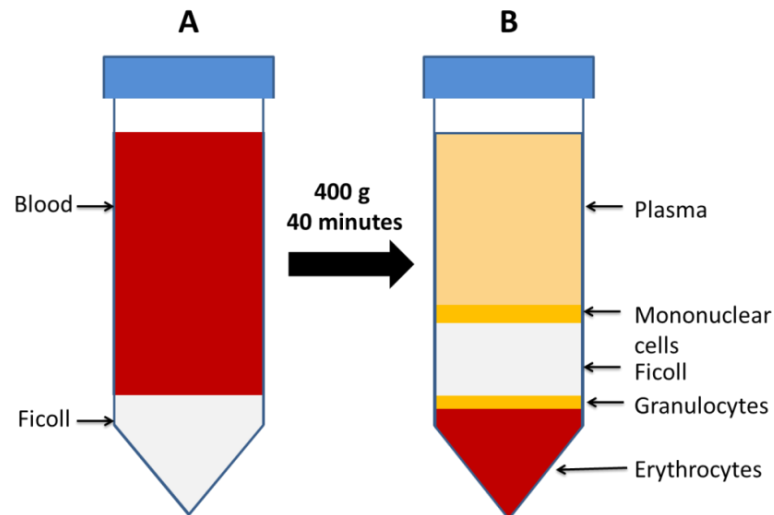 A
B
Blood
400 g
40 minutes
Plasma
Mononuclear
cells
Ficoll
Ficoll
Granulocytes
Erythrocytes